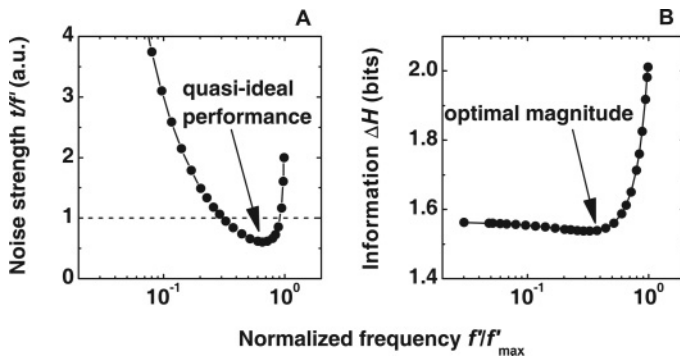 A
Noise strength t/f' (a.u.)
4
3
2
1
0
quasi-ideal
performance
10⁻¹
10⁰
B
Information ΔH (bits)
2.0
1.8
1.6
1.4
optimal magnitude
10⁻¹
10⁰
Normalized frequency f'/f'max